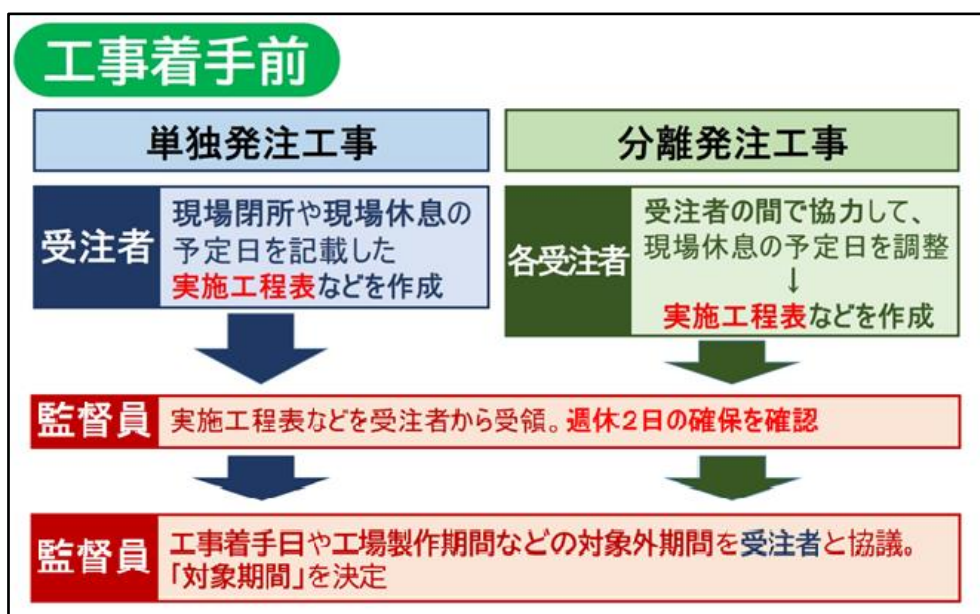 工事着手前
単独発注工事
受注者
現場閉所や現場休息の
予定日を記載した
実施工程表などを作成
分離発注工事
各受注者
受注者の間で協力して、
現場休息の予定日を調整
↓
実施工程表などを作成
監督員
実施工程表などを受注者から受領。週休2日の確保を確認
監督員
工事着手日や工場製作期間などの対象外期間を受注者と協議。
「対象期間」を決定